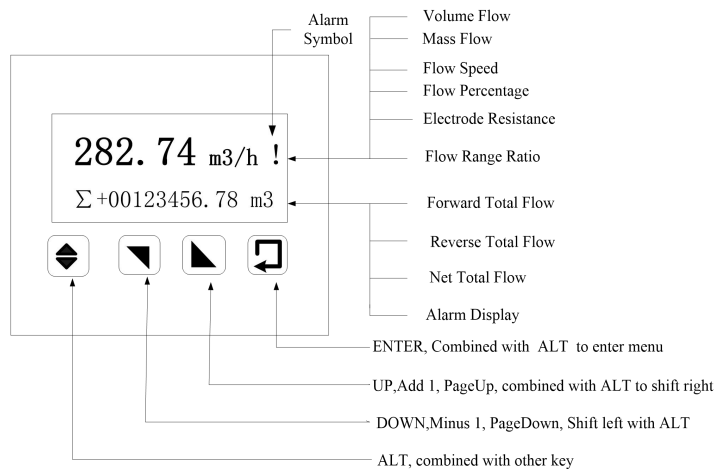 Alarm
Symbol
Volume Flow
Mass Flow
Flow Speed
Flow Percentage
Electrode Resistance
Flow Range Ratio
282.74 m3/h !
Σ+00123456.78 m3
Forward Total Flow
Reverse Total Flow
Net Total Flow
Alarm Display
ENTER, Combined with ALT to enter menu
UP,Add 1, PageUp, combined with ALT to shift right
DOWN,Minus 1, PageDown, Shift left with ALT
ALT, combined with other key